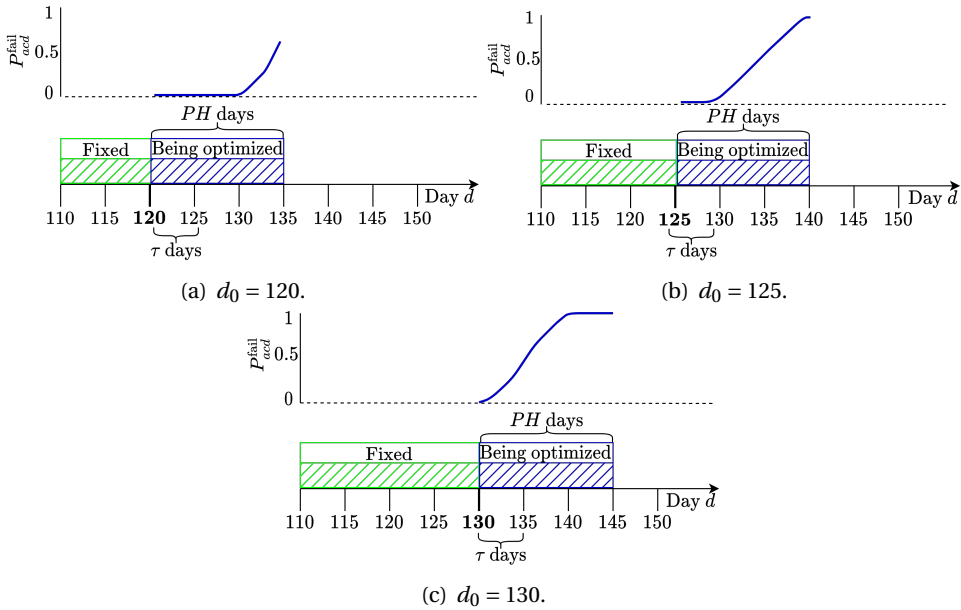 1
0.5
0
P^fail_acd
PH days
Fixed
Being optimized
Day d
110 115 120 125 130 135 140 145 150
τ days
(a) d₀ = 120.
1
0.5
0
P^fail_acd
PH days
Fixed
Being optimized
Day d
110 115 120 125 130 135 140 145 150
τ days
(b) d₀ = 125.
1
0.5
0
P^fail_acd
PH days
Fixed
Being optimized
Day d
110 115 120 125 130 135 140 145 150
τ days
(c) d₀ = 130.